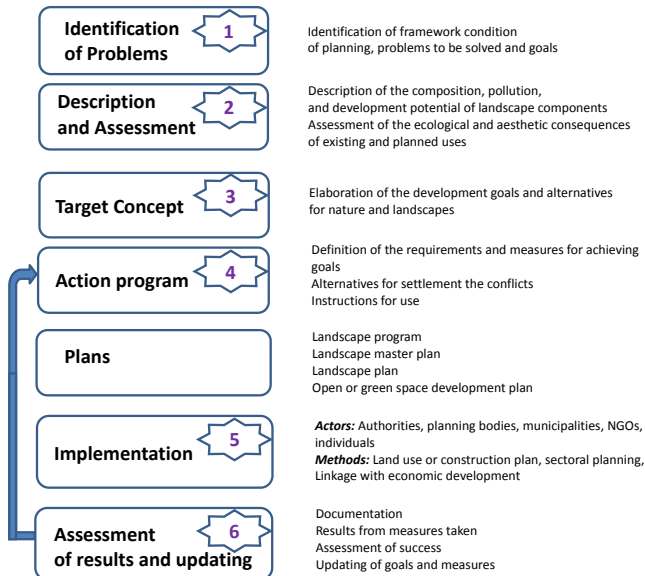 Identification
of Problems
1
Identification of framework condition
of planning, problems to be solved and goals
Description
and Assessment
2
Description of the composition, pollution,
and development potential of landscape components
Assessment of the ecological and aesthetic consequences
of existing and planned uses
Target Concept
3
Elaboration of the development goals and alternatives
for nature and landscapes
Action program
4
Definition of the requirements and measures for achieving
goals
Alternatives for settlement the conflicts
Instructions for use
Plans
Landscape program
Landscape master plan
Landscape plan
Open or green space development plan
Implementation
5
Actors: Authorities, planning bodies, municipalities, NGOs,
individuals
Methods: Land use or construction plan, sectoral planning,
Linkage with economic development
Assessment
of results and updating
6
Documentation
Results from measures taken
Assessment of success
Updating of goals and measures